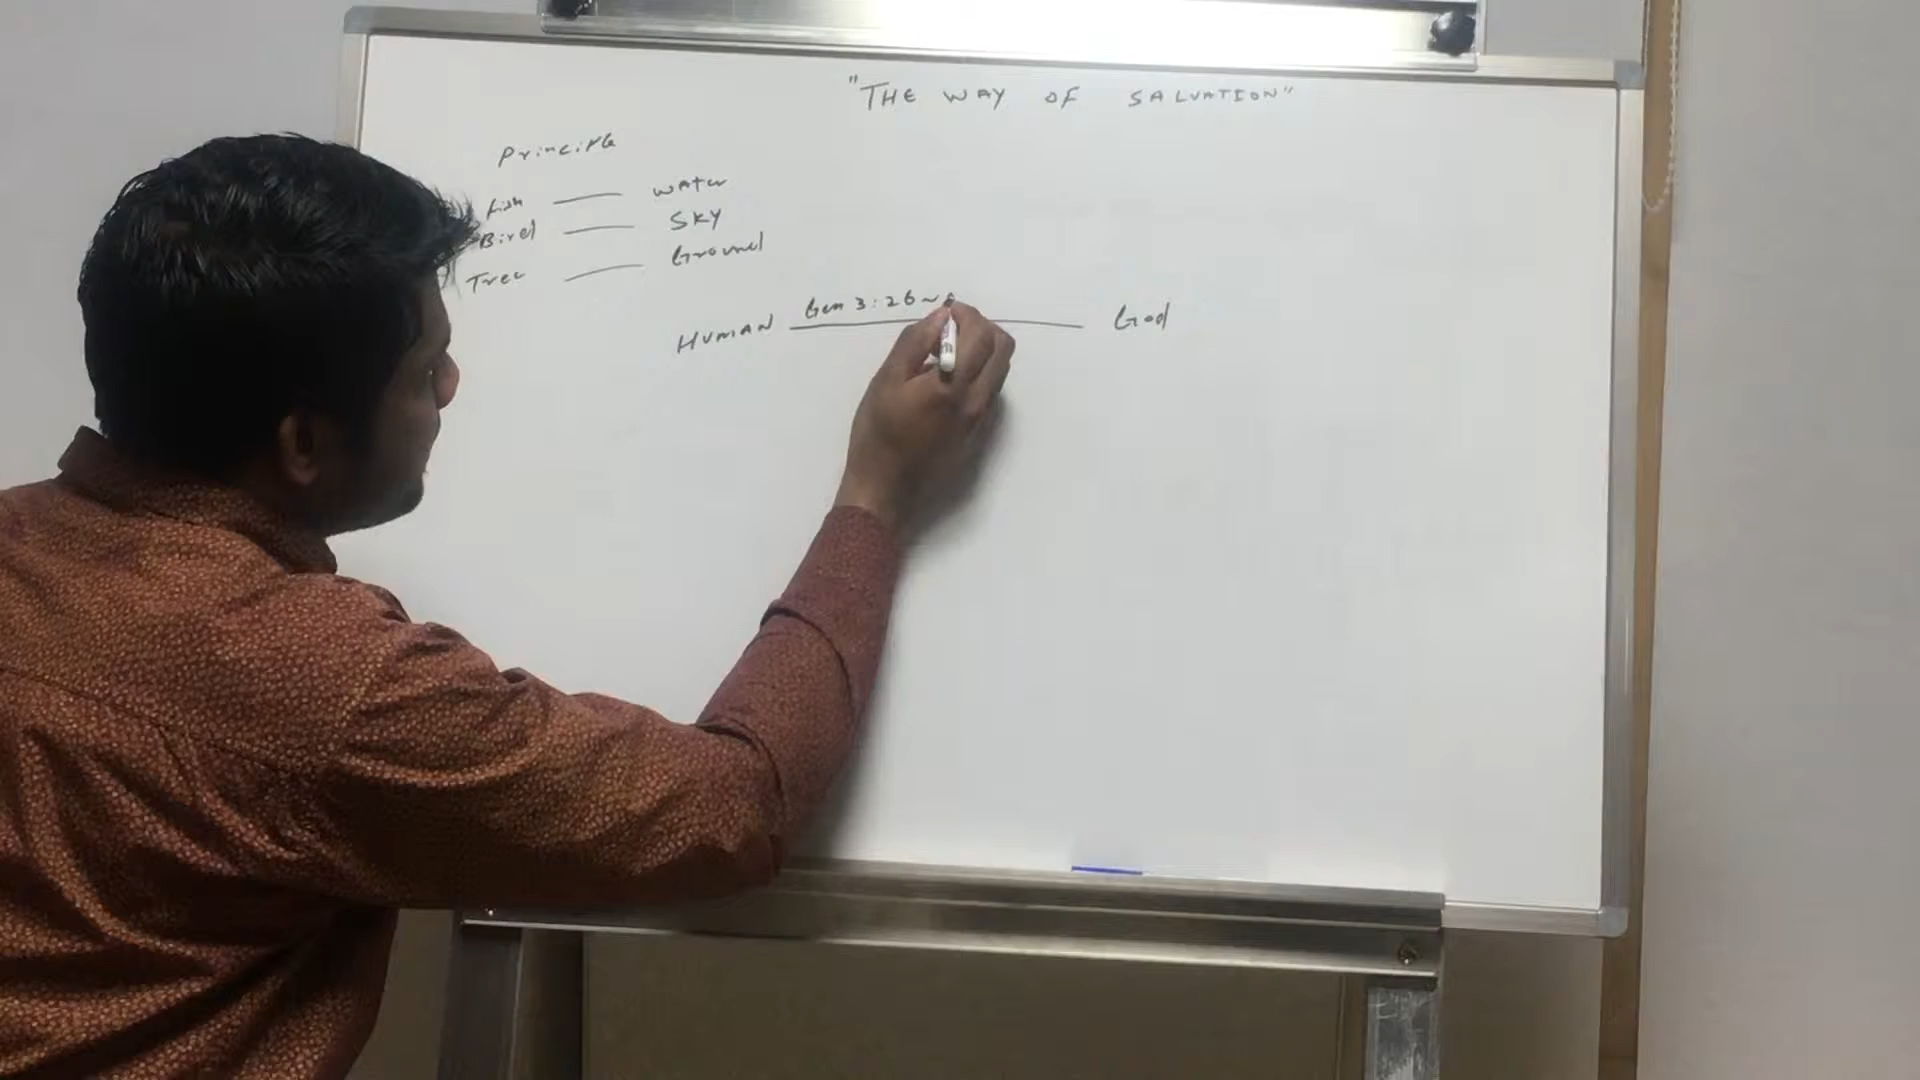 "THE WAY OF SALVATION"
Principle
fish — water
Bird — SKY
Tree — Ground
Gen 3:26~
HUMAN — God